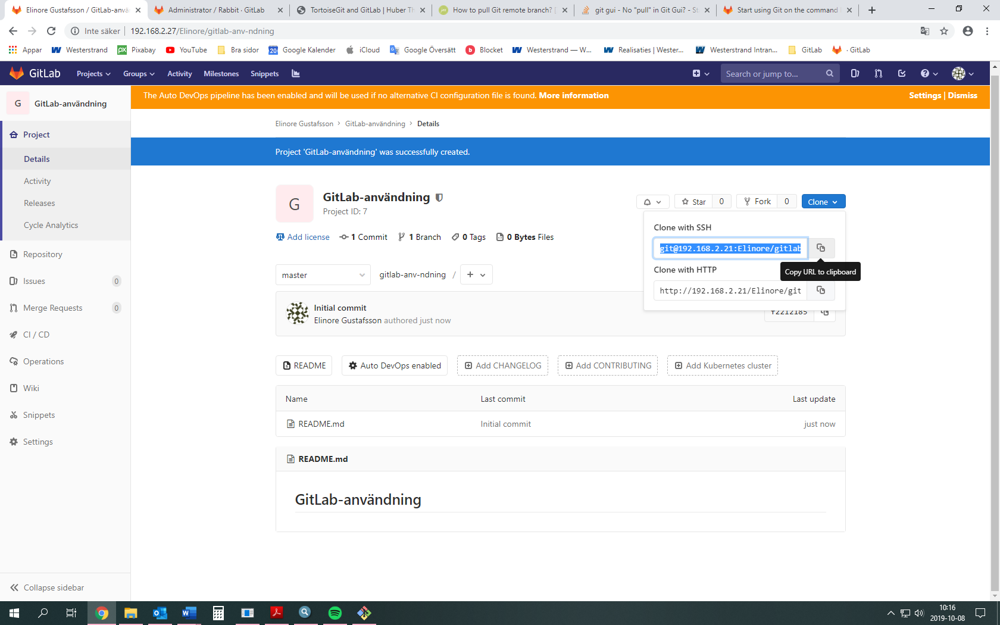 Elinore Gustafsson / GitLab-anvä
Administrator / Rabbit · GitLab
TortoiseGit and GitLab | Huber Th
How to pull Git remote branch?
git gui - No "pull" in Git Gui? - St
Start using Git on the command
Inte säker
192.168.2.27/Elinore/gitlab-anv-ndning
Appar
Westerstrand
Pixabay
YouTube
Bra sidor
Google Kalender
iCloud
Google Översätt
Blocket
Westerstrand — W...
Realisaties | Wester...
Westerstrand Intran...
GitLab
· GitLab
GitLab
Projects
Groups
Activity
Milestones
Snippets
Search or jump to...
G
GitLab-användning
The Auto DevOps pipeline has been enabled and will be used if no alternative CI configuration file is found. More information
Settings | Dismiss
Project
Details
Activity
Releases
Cycle Analytics
Repository
Issues 0
Merge Requests 0
CI / CD
Operations
Wiki
Snippets
Settings
Collapse sidebar
Elinore Gustafsson > GitLab-användning > Details
Project 'GitLab-användning' was successfully created.
G
GitLab-användning
Project ID: 7
Star 0
Fork 0
Clone
Add license
1 Commit
1 Branch
0 Tags
0 Bytes Files
Clone with SSH
git@192.168.2.21:Elinore/gitlab
Copy URL to clipboard
Clone with HTTP
http://192.168.2.21/Elinore/git
master
gitlab-anv-ndning /
Initial commit
Elinore Gustafsson authored just now
f2212185
README
Auto DevOps enabled
Add CHANGELOG
Add CONTRIBUTING
Add Kubernetes cluster
Name Last commit Last update
README.md Initial commit just now
README.md
GitLab-användning
10:16
2019-10-08